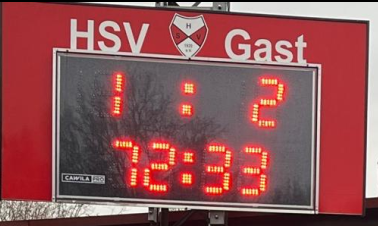 HSV Gast
H
S V
1 : 2
72:33
CAWILA